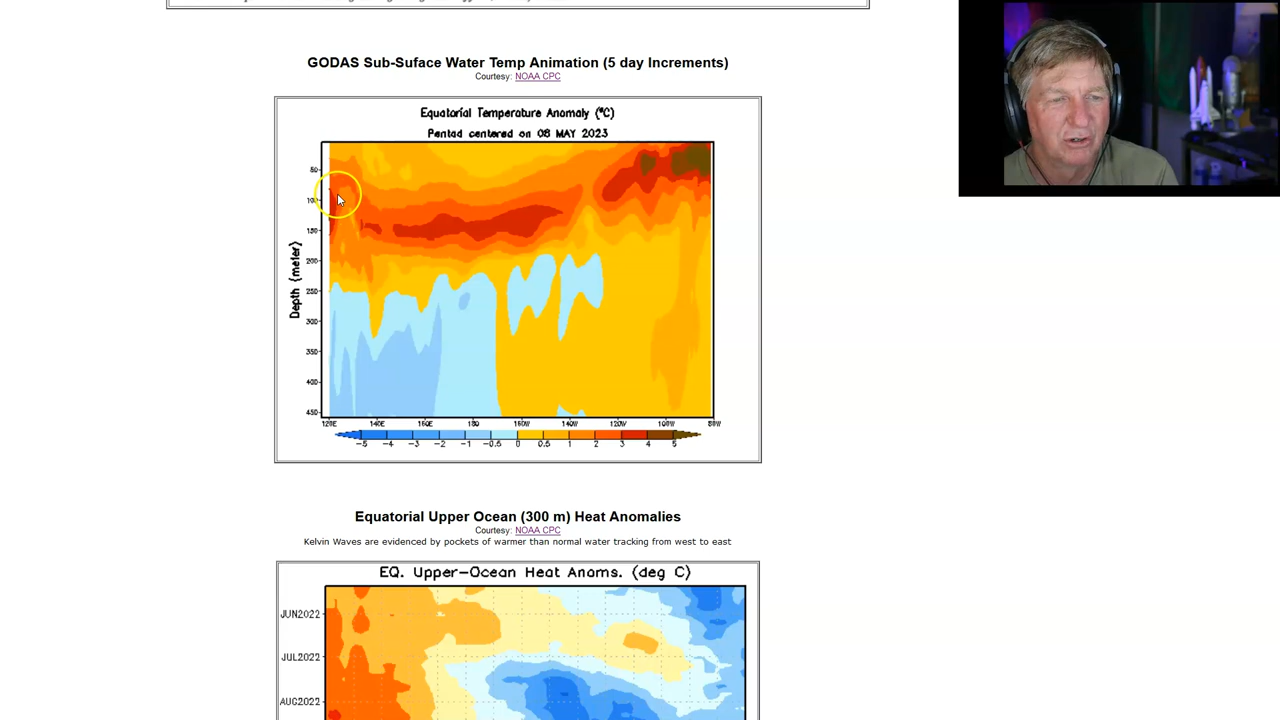 GODAS Sub-Suface Water Temp Animation (5 day Increments)
Courtesy: NOAA CPC
Equatorial Temperature Anomaly (°C)
Pentad centered on 08 MAY 2023
Depth (meter)
50
100
150
200
250
300
350
400
450
120E 140E 160E 180 160W 140W 120W 100W 80W
-5 -4 -3 -2 -1 -0.5 0 0.5 1 2 3 4 5
Equatorial Upper Ocean (300 m) Heat Anomalies
Courtesy: NOAA CPC
Kelvin Waves are evidenced by pockets of warmer than normal water tracking from west to east
EQ. Upper-Ocean Heat Anoms. (deg C)
JUN2022
JUL2022
AUG2022